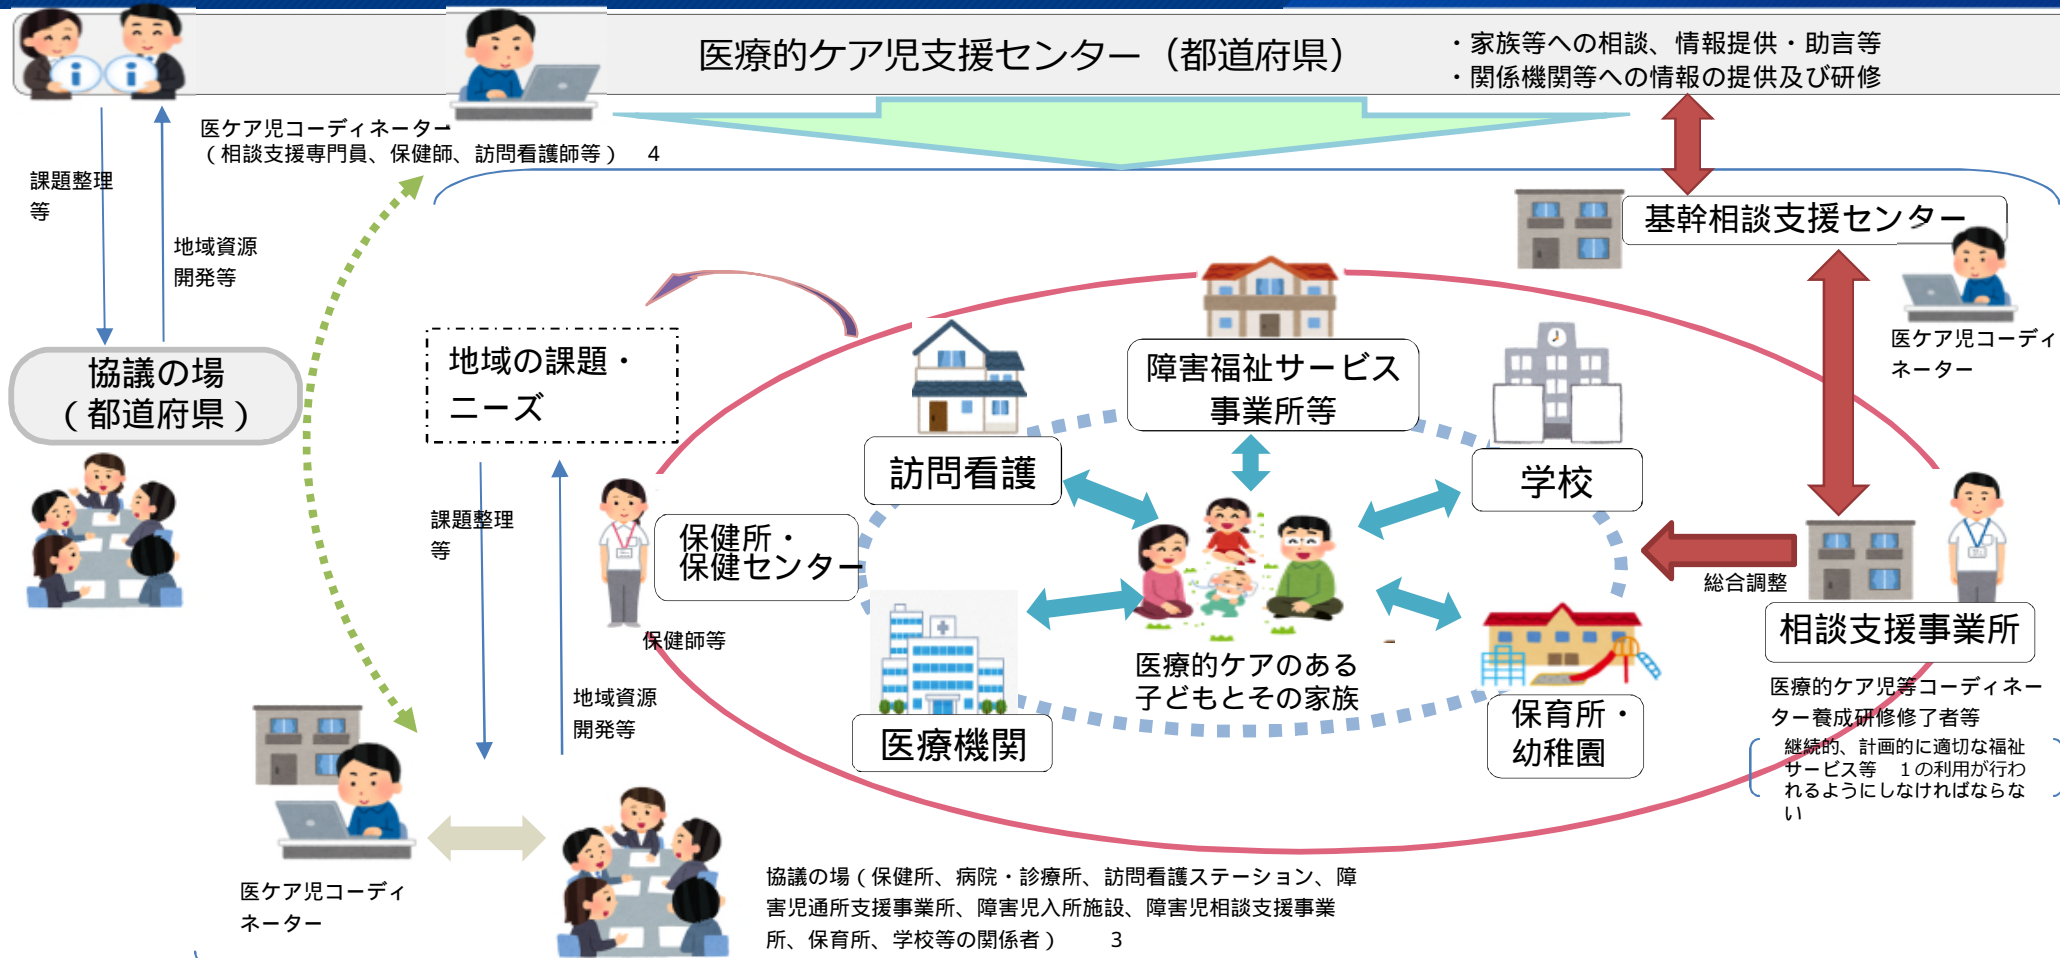 医療的ケア児支援センター（都道府県）
・家族等への相談、情報提供・助言等
・関係機関等への情報の提供及び研修
i
i
医ケア児コーディネーター
（相談支援専門員、保健師、訪問看護師等） 4
課題整理
等
地域資源
開発等
協議の場
（都道府県）
地域の課題・
ニーズ
課題整理
等
地域資源
開発等
基幹相談支援センター
医ケア児コーディ
ネーター
障害福祉サービス
事業所等
訪問看護
学校
保健所・
保健センター
保健師等
総合調整
相談支援事業所
医療的ケア児等コーディネー
ター養成研修修了者等
継続的、計画的に適切な福祉
サービス等 1の利用が行わ
れるようにしなければならな
い
医療的ケアのある
子どもとその家族
医療機関
保育所・
幼稚園
医ケア児コーディ
ネーター
協議の場（保健所、病院・診療所、訪問看護ステーション、障
害児通所支援事業所、障害児入所施設、障害児相談支援事業
所、保育所、学校等の関係者） 3